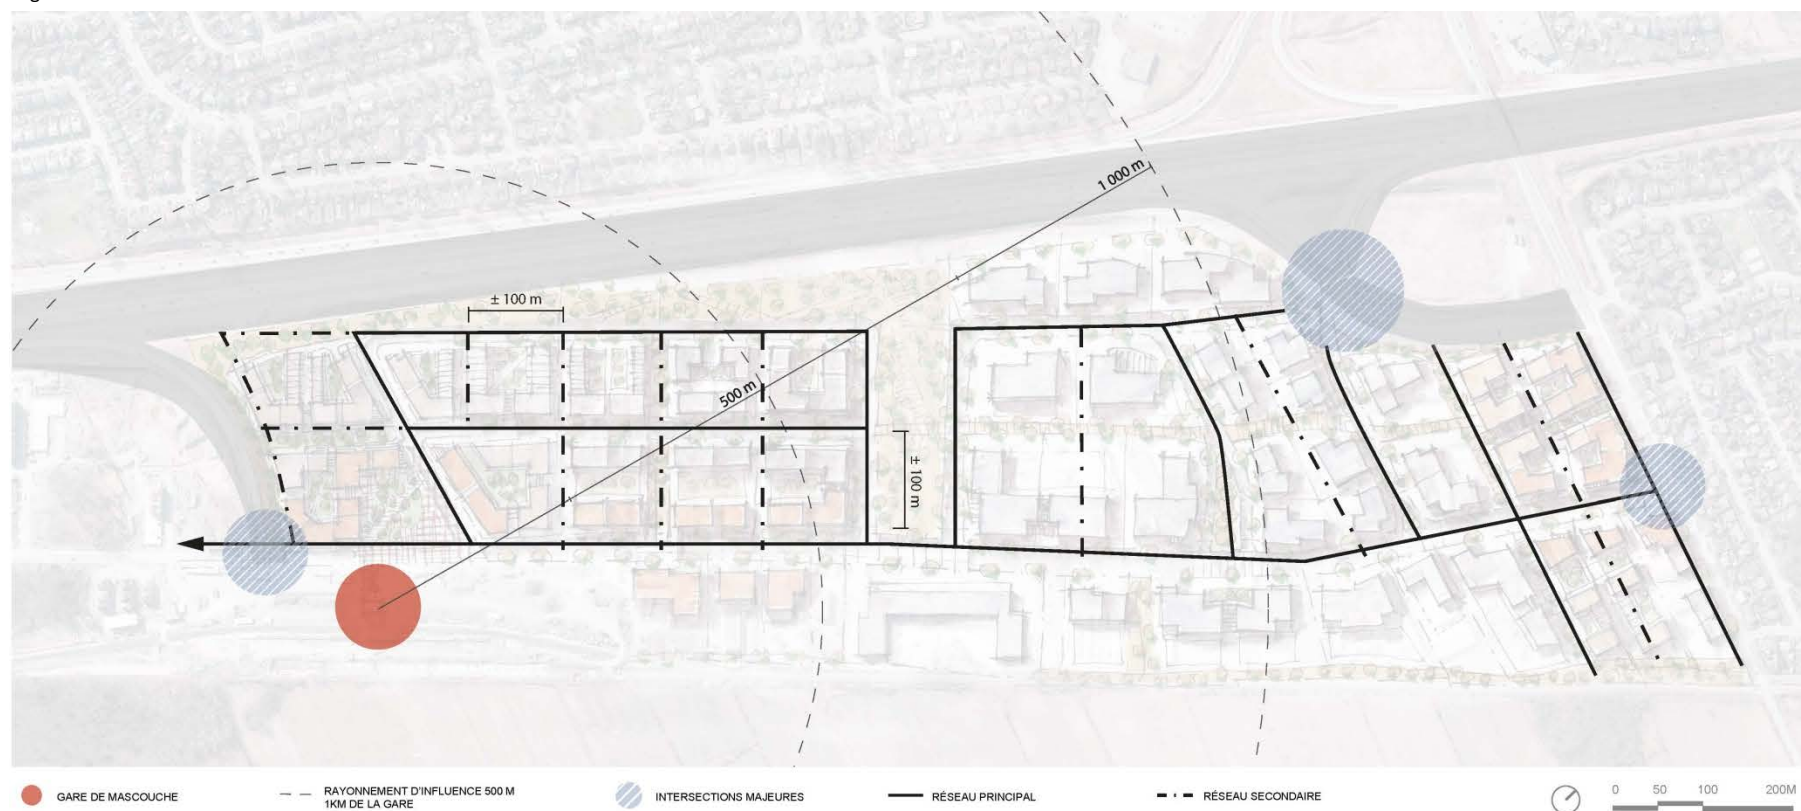 1 000 m
± 100 m
500 m
± 100 m
GARE DE MASCOUCHE
RAYONNEMENT D'INFLUENCE 500 M
1KM DE LA GARE
INTERSECTIONS MAJEURES
RÉSEAU PRINCIPAL
RÉSEAU SECONDAIRE
0 50 100 200M